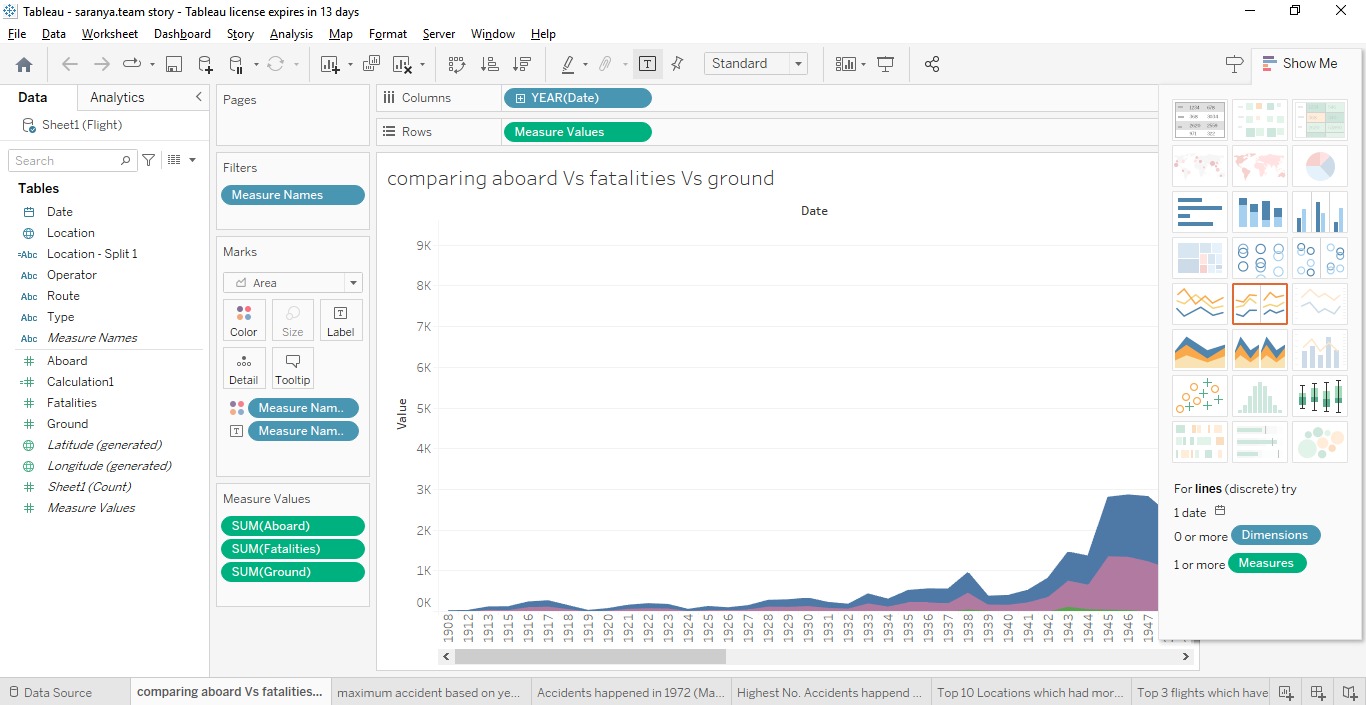 Tableau - saranya.team story - Tableau license expires in 13 days
File Data Worksheet Dashboard Story Analysis Map Format Server Window Help
Standard
Show Me
Data Analytics
Sheet1 (Flight)
Search
Tables
Date
Location
=Abc Location - Split 1
Abc Operator
Abc Route
Abc Type
Abc Measure Names
# Aboard
=# Calculation1
# Fatalities
# Ground
Latitude (generated)
Longitude (generated)
# Sheet1 (Count)
# Measure Values
Pages
Filters
Measure Names
Marks
Area
Color Size Label
Detail Tooltip
Measure Nam..
Measure Nam..
Measure Values
SUM(Aboard)
SUM(Fatalities)
SUM(Ground)
Columns YEAR(Date)
Rows Measure Values
comparing aboard Vs fatalities Vs ground
Date
Value
9K
8K
7K
6K
5K
4K
3K
2K
1K
0K
1908 1912 1913 1915 1916 1917 1918 1919 1920 1921 1922 1923 1924 1925 1926 1927 1928 1929 1930 1931 1932 1933 1934 1935 1936 1937 1938 1939 1940 1941 1942 1943 1944 1945 1946 1947
For lines (discrete) try
1 date
0 or more Dimensions
1 or more Measures
Data Source comparing aboard Vs fatalities... maximum accident based on ye... Accidents happened in 1972 (Ma... Highest No. Accidents happend ... Top 10 Locations which had mor... Top 3 flights which have